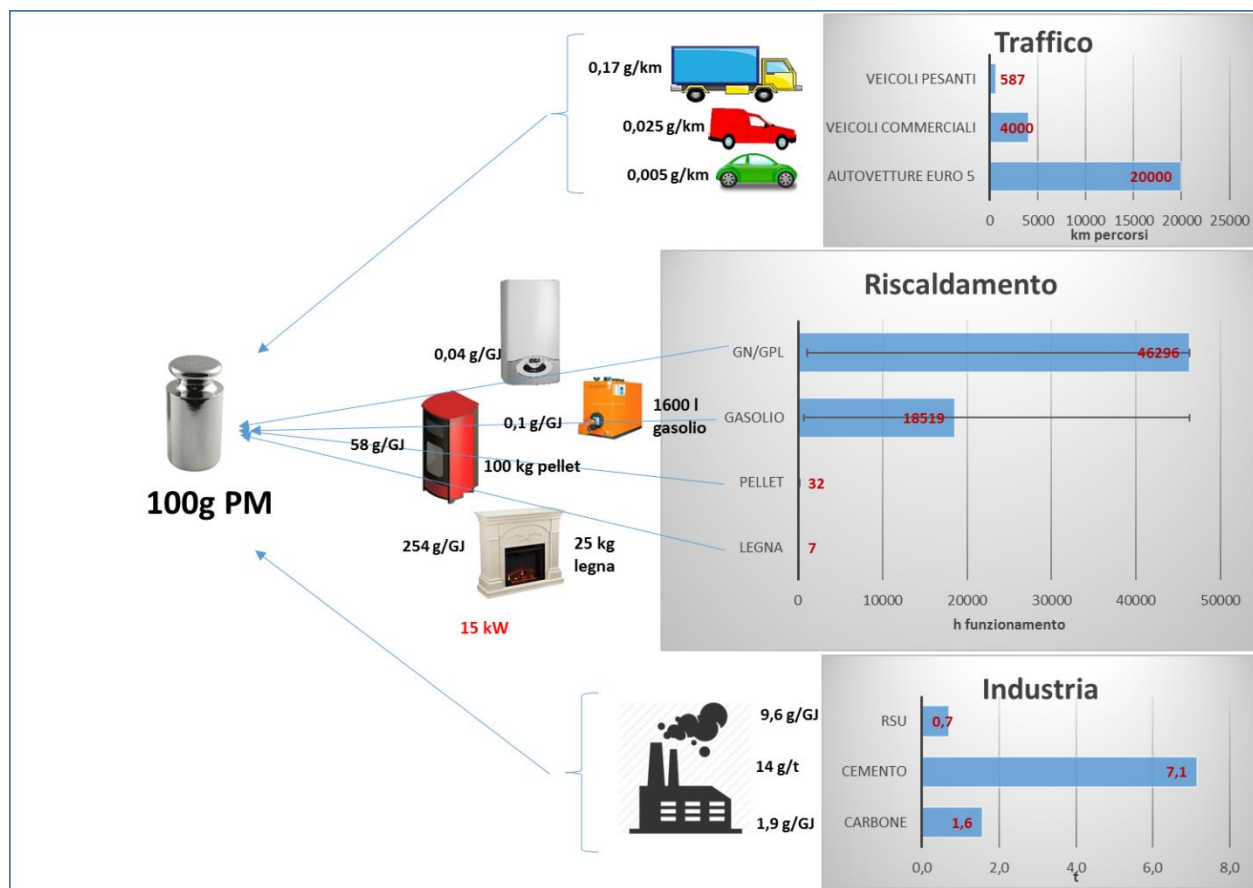 0,17 g/km
0,025 g/km
0,005 g/km
Traffico
VEICOLI PESANTI
587
VEICOLI COMMERCIALI
4000
AUTOVETTURE EURO 5
20000
0 5000 10000 15000 20000 25000
km percorsi
100g PM
0,04 g/GJ
0,1 g/GJ
1600 l
gasolio
58 g/GJ
100 kg pellet
254 g/GJ
25 kg
legna
15 kW
Riscaldamento
GN/GPL
46296
GASOLIO
18519
PELLET
32
LEGNA
7
0 10000 20000 30000 40000 50000
h funzionamento
9,6 g/GJ
14 g/t
1,9 g/GJ
Industria
RSU
0,7
CEMENTO
7,1
CARBONE
1,6
0,0 2,0 4,0 6,0 8,0
t